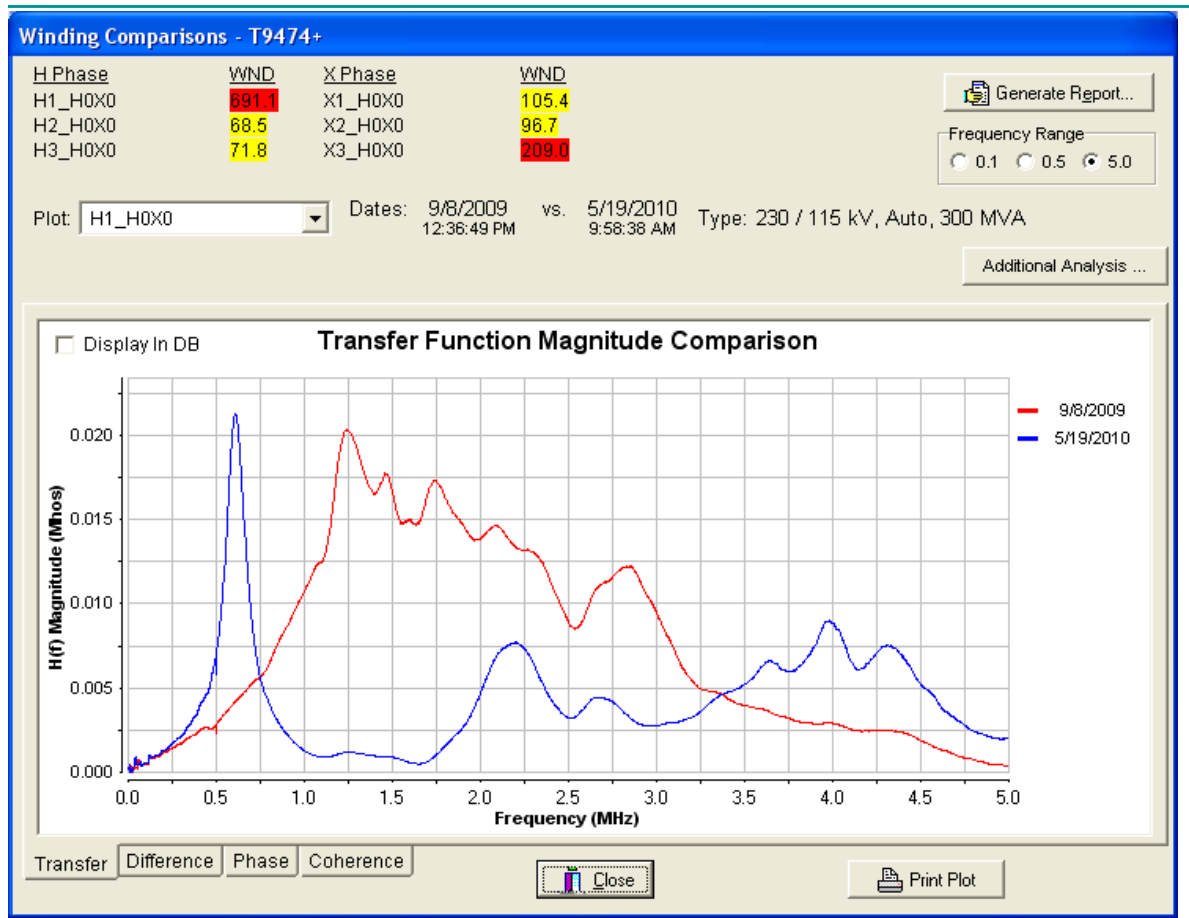 Winding Comparisons - T9474+
H Phase WND X Phase WND
H1_H0X0 691.1 X1_H0X0 105.4
H2_H0X0 68.5 X2_H0X0 96.7
H3_H0X0 71.8 X3_H0X0 209.0
Generate Report...
Frequency Range
0.1 0.5 5.0
Plot: H1_H0X0 Dates: 9/8/2009 vs. 5/19/2010 Type: 230 / 115 kV, Auto, 300 MVA
12:36:49 PM 9:58:38 AM
Additional Analysis ...
Display In DB Transfer Function Magnitude Comparison
9/8/2009
5/19/2010
H(f) Magnitude (Mhos)
0.020
0.015
0.010
0.005
0.000
0.0 0.5 1.0 1.5 2.0 2.5 3.0 3.5 4.0 4.5 5.0
Frequency (MHz)
Transfer Difference Phase Coherence
Close
Print Plot